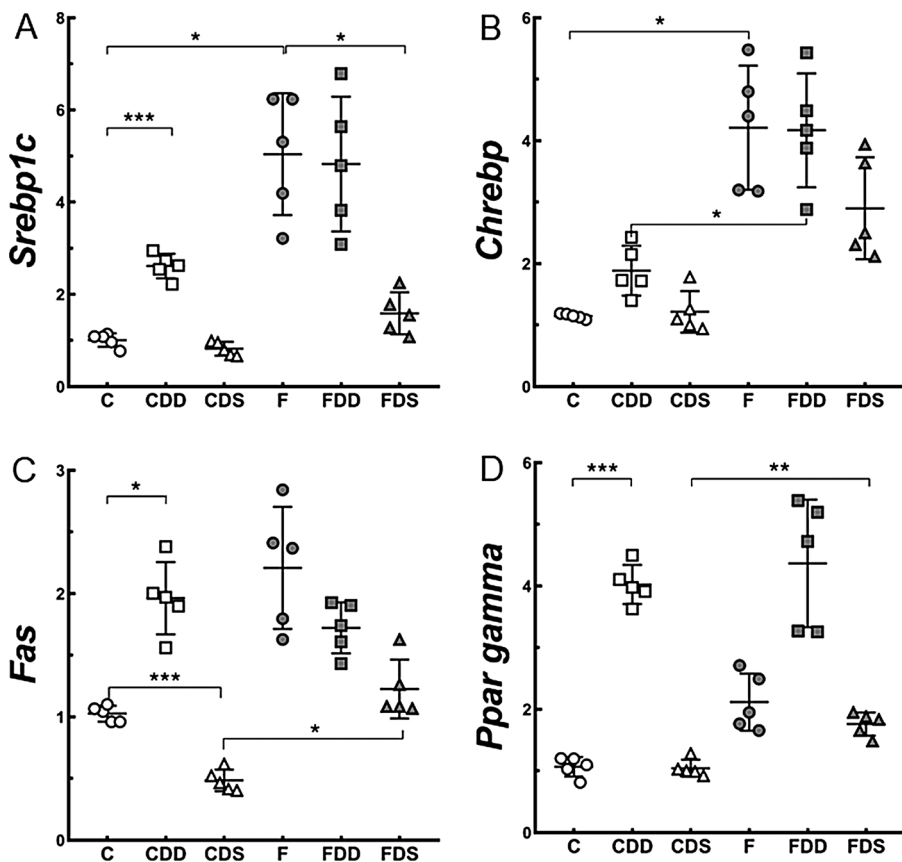 A
Srebp1c
8
6
4
2
0
* *
***
C CDD CDS F FDD FDS
B
Chrebp
6
4
2
0
*
*
C CDD CDS F FDD FDS
C
Fas
3
2
1
0
*
***
*
C CDD CDS F FDD FDS
D
Ppar gamma
6
4
2
0
*** **
C CDD CDS F FDD FDS